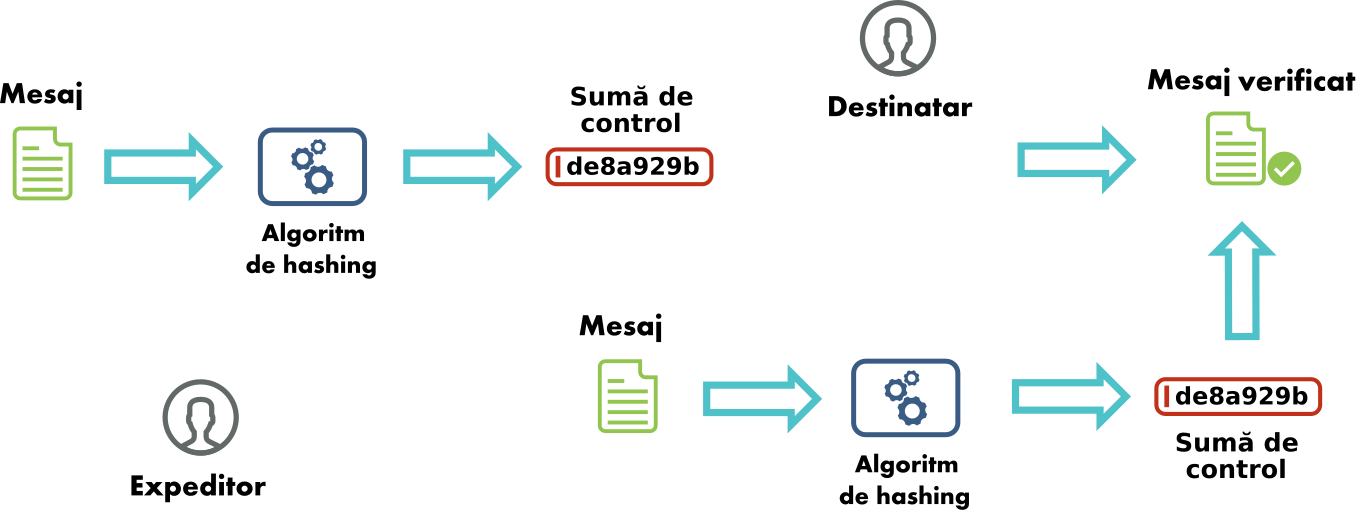 Mesaj
Algoritm
de hashing
Sumă de
control
de8a929b
Destinatar
Mesaj verificat
Expeditor
Mesaj
Algoritm
de hashing
de8a929b
Sumă de
control